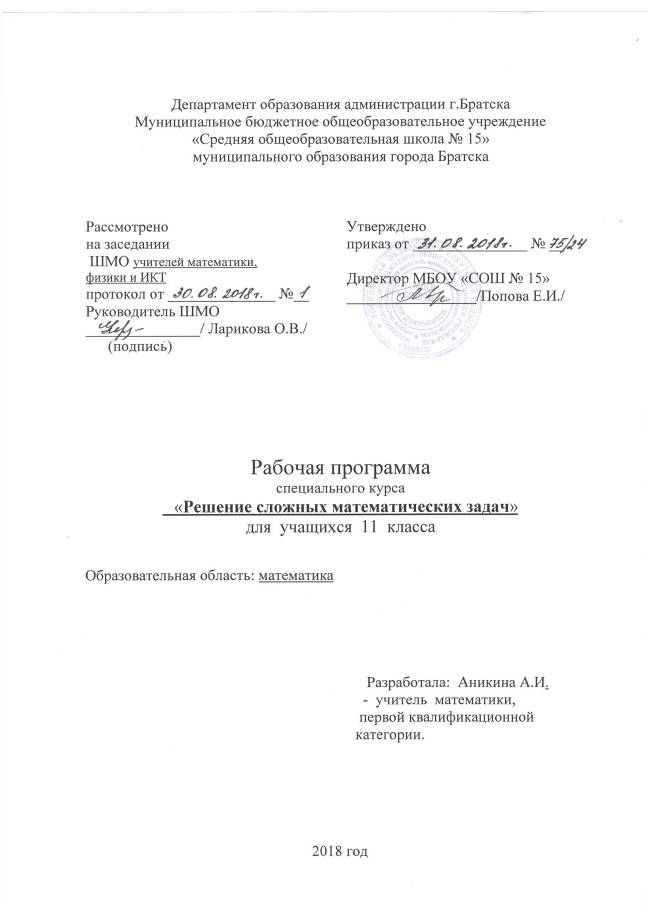 Департамент образования администрации г.Братска
Муниципальное бюджетное общеобразовательное учреждение
«Средняя общеобразовательная школа № 15»
муниципального образования города Братска
Рассмотрено
на заседании
ШМО учителей математики,
физики и ИКТ
протокол от 30.08.2018г. № 1
Руководитель ШМО
/ Ларикова О.В./
(подпись)
Утверждено
приказ от 31.08.2018г. № 75/24
Директор МБОУ «СОШ № 15»
/Попова Е.И./
Рабочая программа
специального курса
«Решение сложных математических задач»
для учащихся 11 класса
Образовательная область: математика
Разработала: Аникина А.И.
- учитель математики,
первой квалификационной
категории.
2018 год